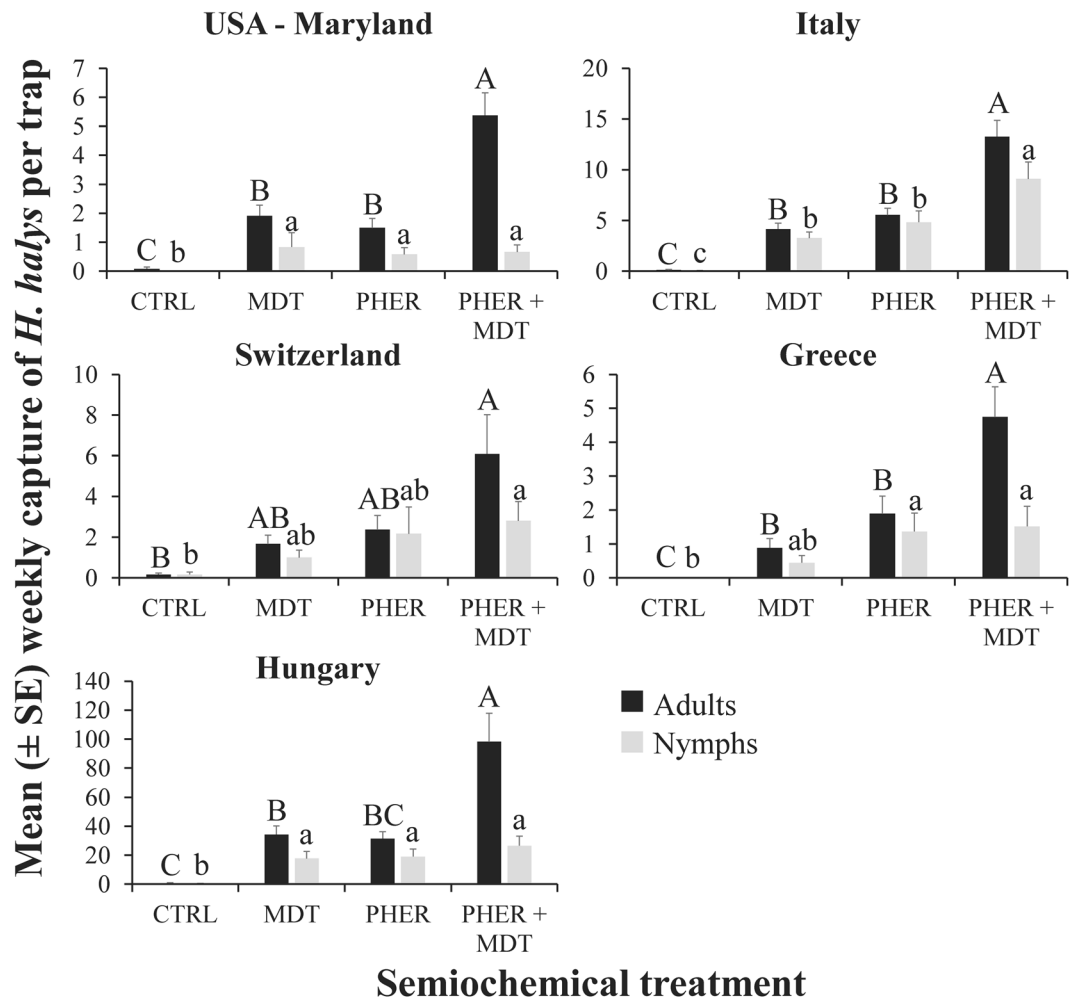 Mean (± SE) weekly capture of H. halys per trap
USA - Maryland
7
6
5
4
3
2
1
0
C b
B
a
B
a
A
a
CTRL MDT PHER PHER +
MDT
Italy
20
15
10
5
0
C c
B
b
B b
A
a
CTRL MDT PHER PHER +
MDT
Switzerland
10
8
6
4
2
0
B b
AB
ab
AB ab
A
a
CTRL MDT PHER PHER +
MDT
Greece
6
5
4
3
2
1
0
C b
B
ab
B
a
A
a
CTRL MDT PHER PHER +
MDT
Hungary
140
120
100
80
60
40
20
0
C b
B
a
BC
a
A
a
CTRL MDT PHER PHER +
MDT
Adults
Nymphs
Semiochemical treatment